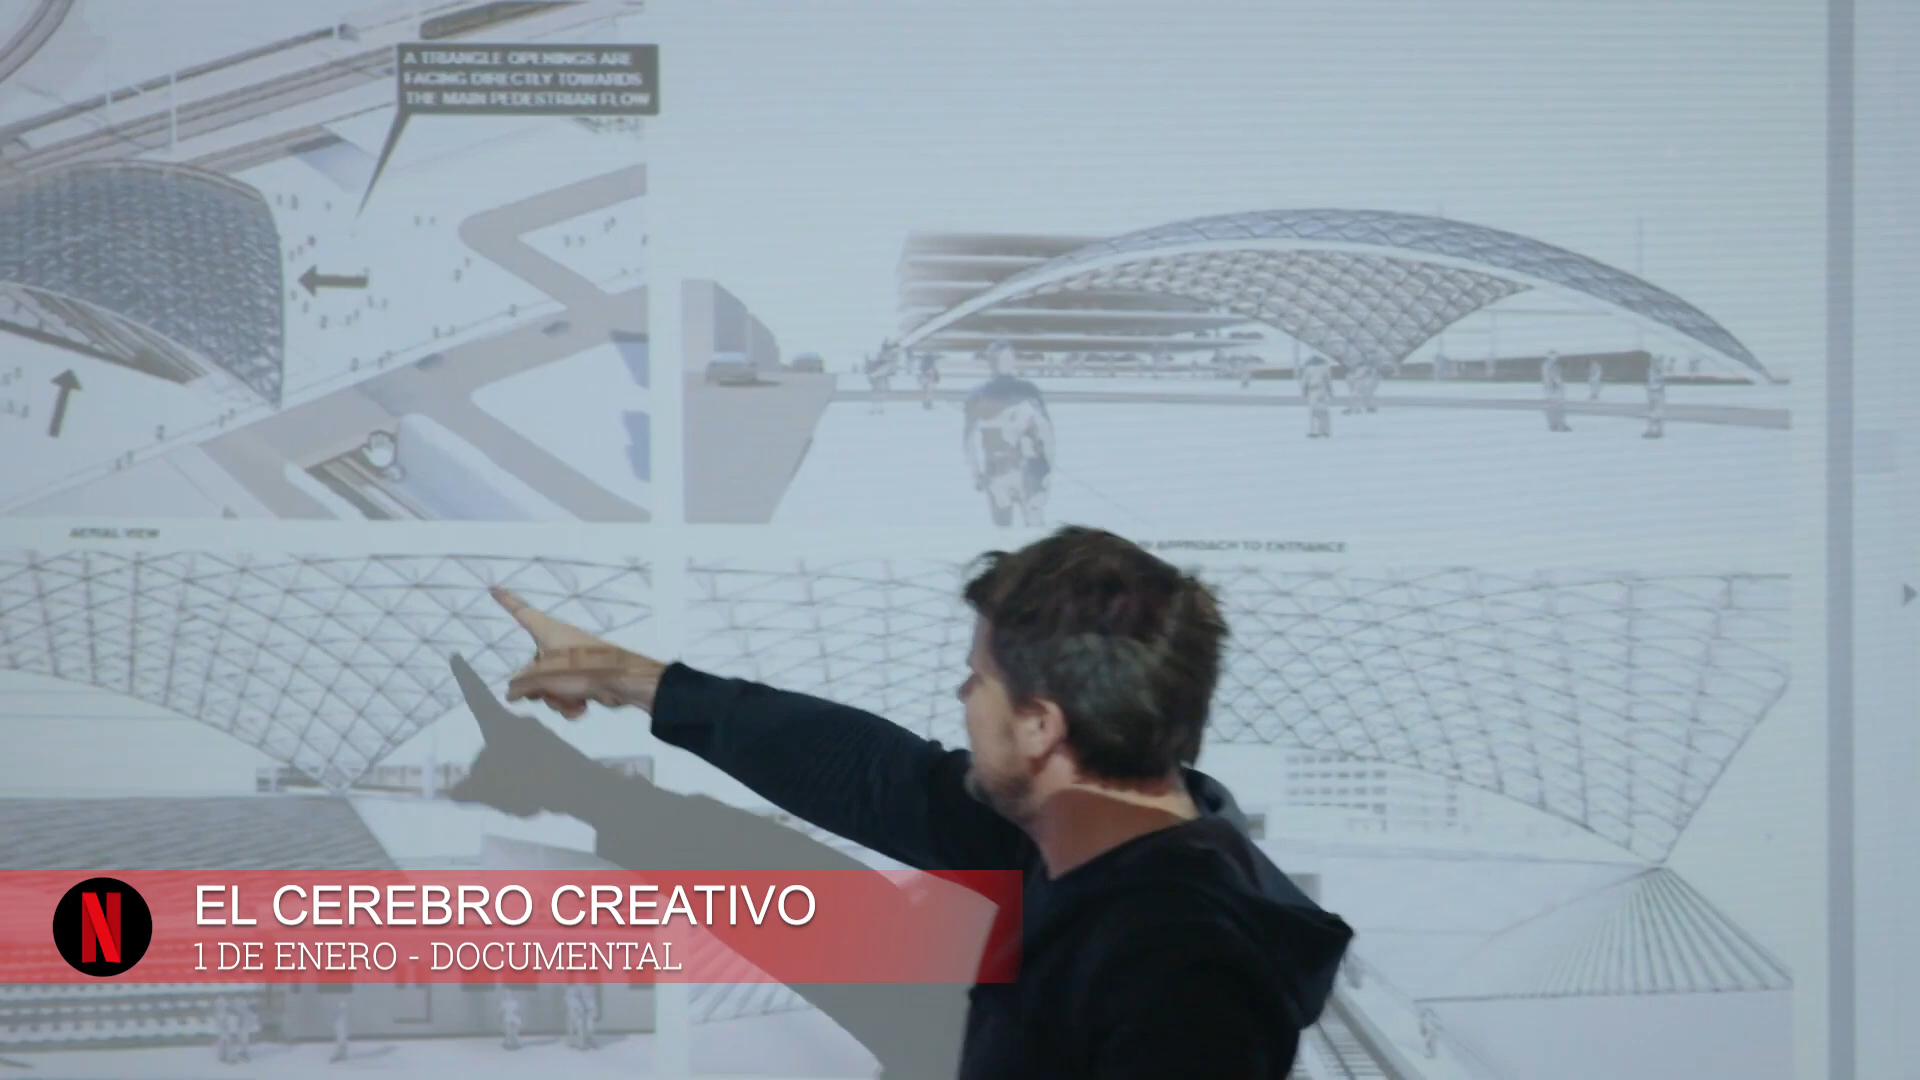 A TRIANGLE OPENINGS ARE
FACING DIRECTLY TOWARDS
THE MAIN PEDESTRIAN FLOW
AERIAL VIEW
APPROACH TO ENTRANCE
N
EL CEREBRO CREATIVO
1 DE ENERO - DOCUMENTAL